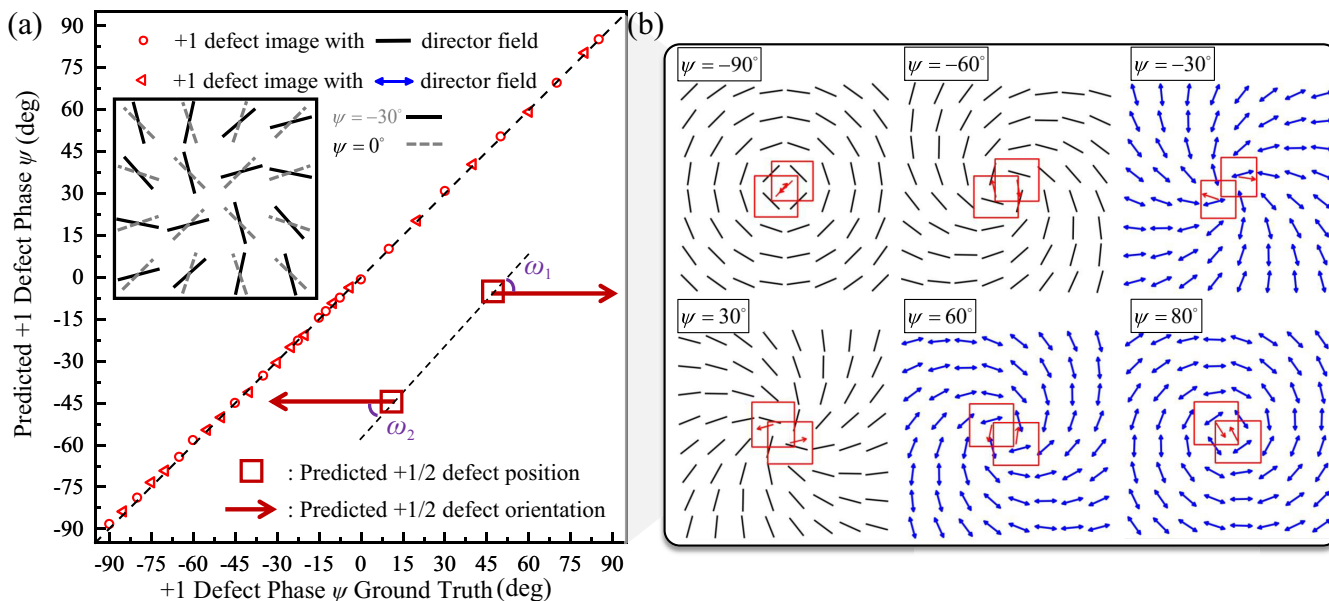 (a)
(b)
+1 defect image with director field
+1 defect image with director field
ψ = −30°
ψ = 0°
ω₁
ω₂
: Predicted +1/2 defect position
: Predicted +1/2 defect orientation
Predicted +1 Defect Phase ψ (deg)
90
75
60
45
30
15
0
-15
-30
-45
-60
-75
-90
-90 -75 -60 -45 -30 -15 0 15 30 45 60 75 90
+1 Defect Phase ψ Ground Truth (deg)
ψ = −90° ψ = −60° ψ = −30°
ψ = 30° ψ = 60° ψ = 80°